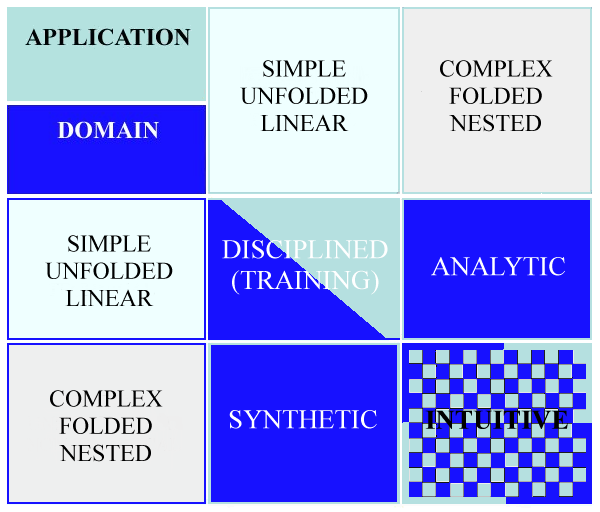 APPLICATION
DOMAIN
SIMPLE
UNFOLDED
LINEAR
COMPLEX
FOLDED
NESTED
SIMPLE
UNFOLDED
LINEAR
DISCIPLINED
(TRAINING)
ANALYTIC
COMPLEX
FOLDED
NESTED
SYNTHETIC
INTUITIVE